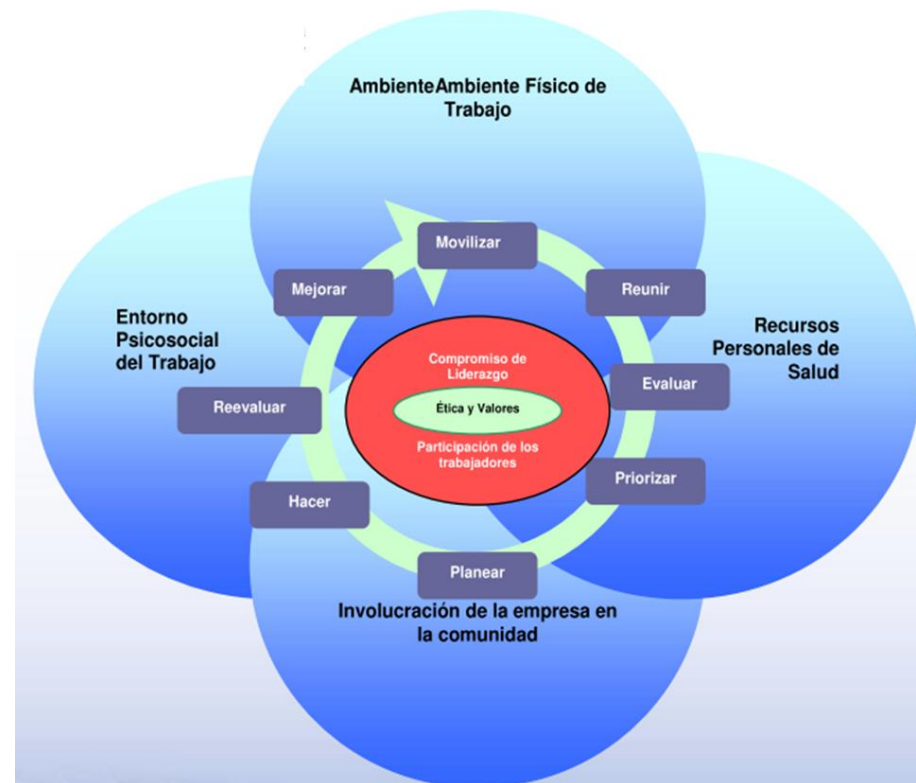 AmbienteAmbiente Físico de
Trabajo
Movilizar
Mejorar
Reunir
Entorno
Psicosocial
del Trabajo
Recursos
Personales de
Salud
Compromiso de
Liderazgo
Evaluar
Reevaluar
Ética y Valores
Participación de los
trabajadores
Priorizar
Hacer
Planear
Involucración de la empresa en
la comunidad